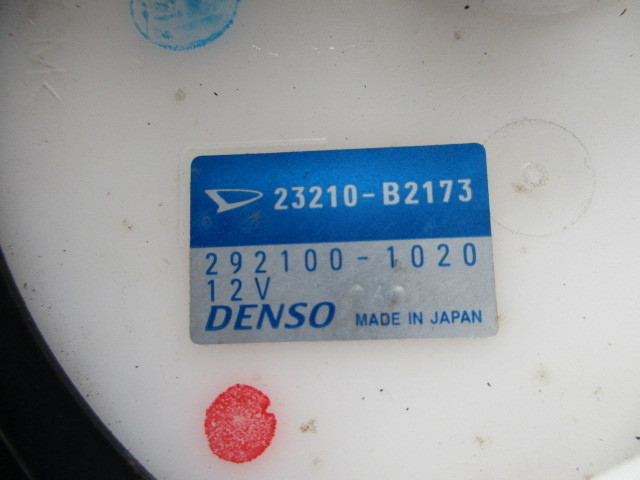 23210-B2173
292100-1020
12V
DENSO MADE IN JAPAN